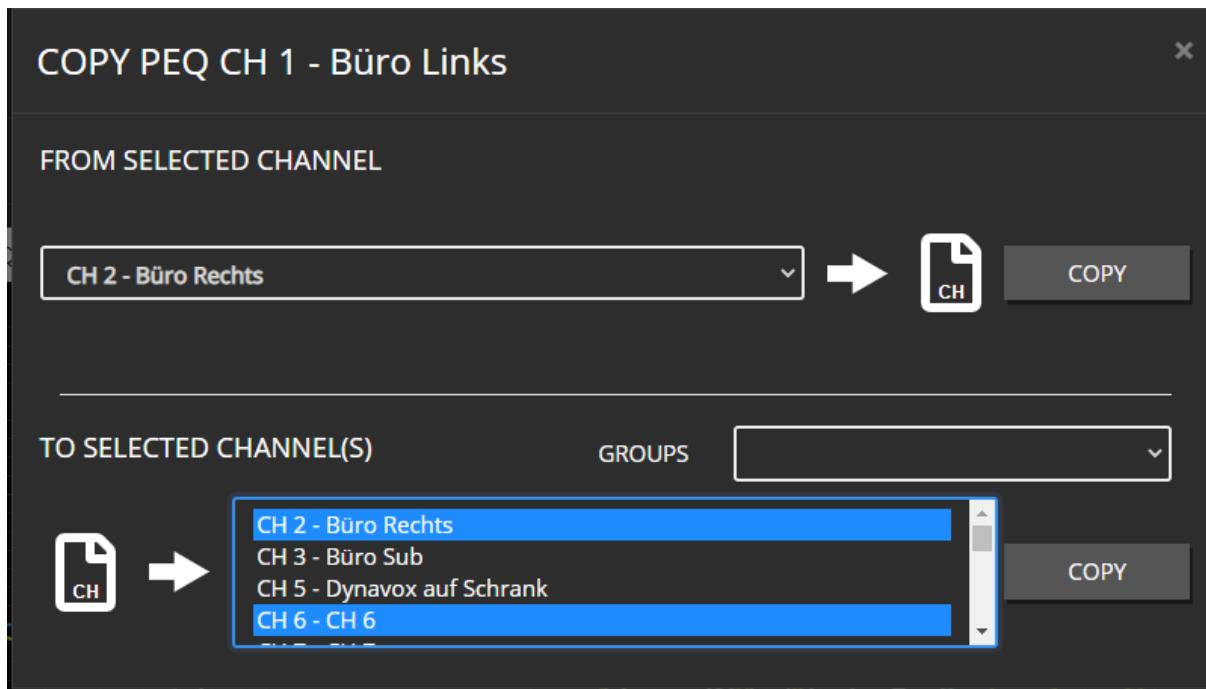 COPY PEQ CH 1 - Büro Links
×
FROM SELECTED CHANNEL
CH 2 - Büro Rechts
CH
COPY
TO SELECTED CHANNEL(S)
GROUPS
CH
CH 2 - Büro Rechts
CH 3 - Büro Sub
CH 5 - Dynavox auf Schrank
CH 6 - CH 6
COPY